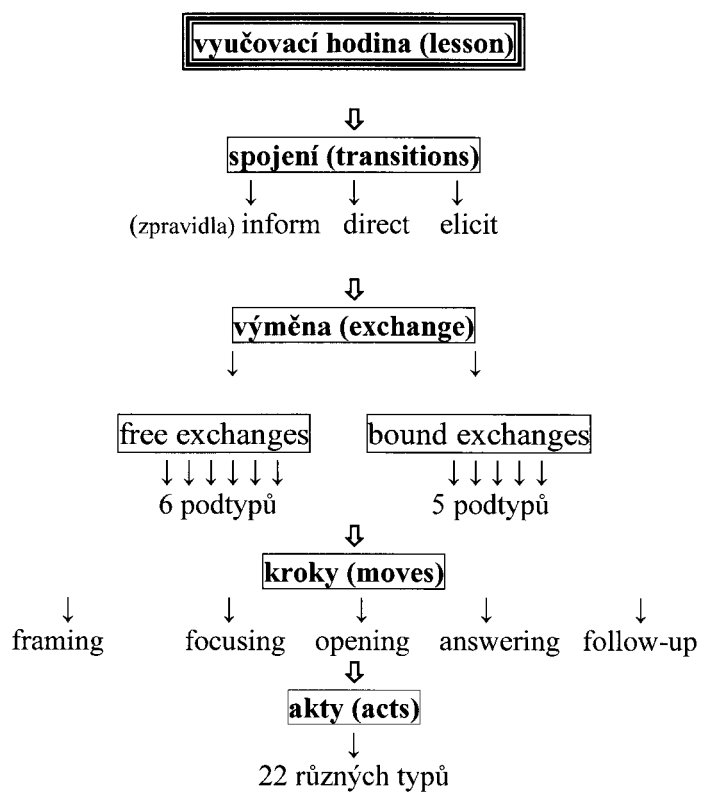 vyučovací hodina (lesson)
spojení (transitions)
(zpravidla) inform direct elicit
výměna (exchange)
free exchanges bound exchanges
6 podtypů 5 podtypů
kroky (moves)
framing focusing opening answering follow-up
akty (acts)
22 různých typů